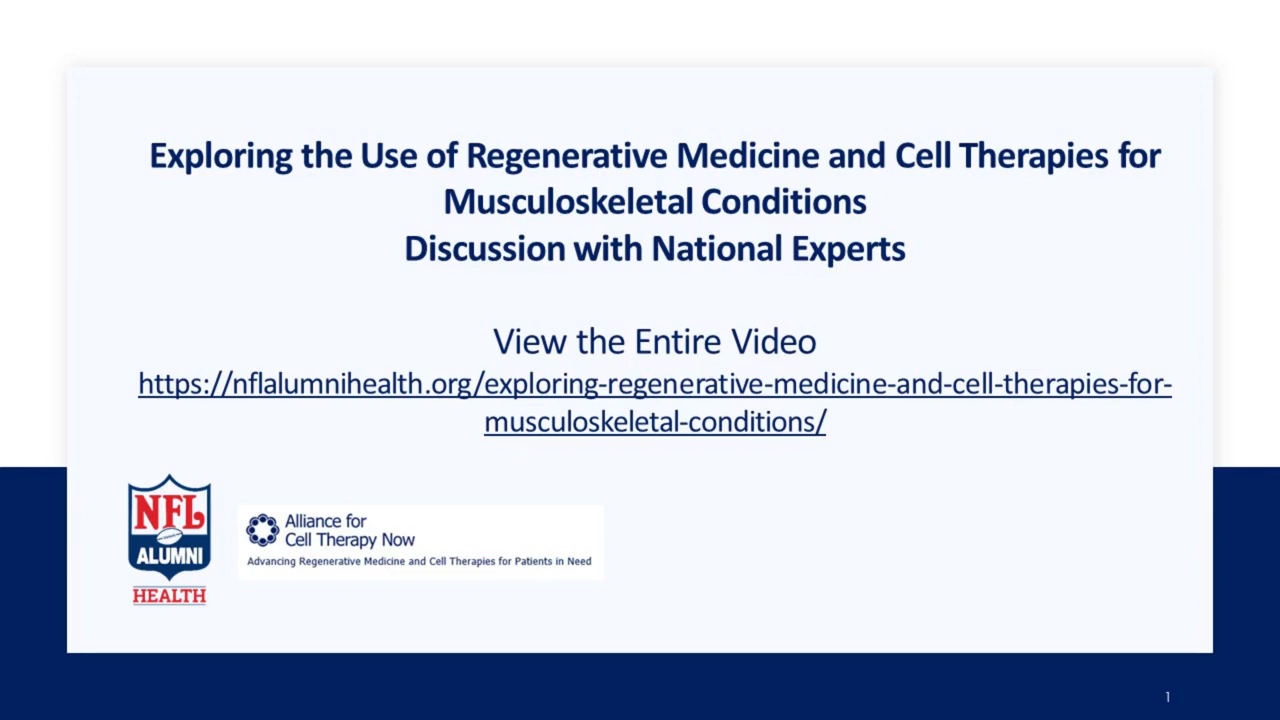 Exploring the Use of Regenerative Medicine and Cell Therapies for
Musculoskeletal Conditions
Discussion with National Experts
View the Entire Video
https://nflalumnihealth.org/exploring-regenerative-medicine-and-cell-therapies-for-
musculoskeletal-conditions/
NFL
ALUMNI
HEALTH
Alliance for
Cell Therapy Now
Advancing Regenerative Medicine and Cell Therapies for Patients in Need
1